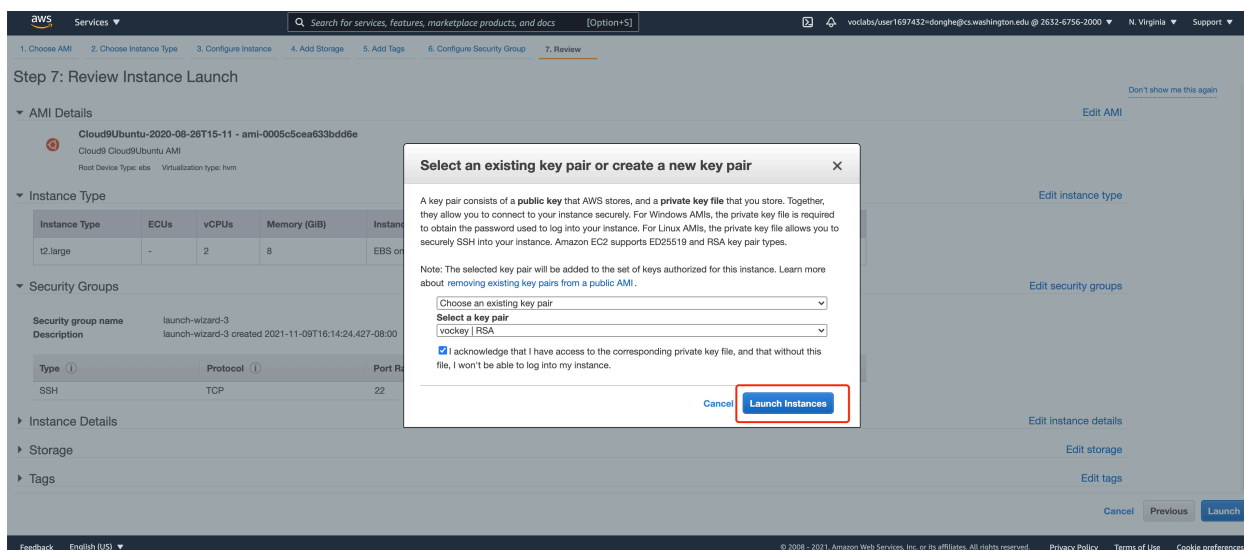 aws Services ▼ Search for services, features, marketplace products, and docs [Option+S] voclabs/user1697432=donghe@cs.washington.edu @ 2632-6756-2000 ▼ N. Virginia ▼ Support ▼
1. Choose AMI 2. Choose Instance Type 3. Configure Instance 4. Add Storage 5. Add Tags 6. Configure Security Group 7. Review
Step 7: Review Instance Launch
Don't show me this again
AMI Details Edit AMI
Cloud9Ubuntu-2020-08-26T15-11 - ami-0005c5cea633bdd6e
Cloud9 Cloud9Ubuntu AMI
Root Device Type: ebs Virtualization type: hvm
Instance Type Edit instance type
Instance Type ECUs vCPUs Memory (GiB) Instanc
t2.large - 2 8 EBS on
Security Groups Edit security groups
Security group name launch-wizard-3
Description launch-wizard-3 created 2021-11-09T16:14:24.427-08:00
Type Protocol Port Ra
SSH TCP 22
Instance Details Edit instance details
Storage Edit storage
Tags Edit tags
Cancel Previous Launch
Select an existing key pair or create a new key pair ×
A key pair consists of a public key that AWS stores, and a private key file that you store. Together,
they allow you to connect to your instance securely. For Windows AMIs, the private key file is required
to obtain the password used to log into your instance. For Linux AMIs, the private key file allows you to
securely SSH into your instance. Amazon EC2 supports ED25519 and RSA key pair types.
Note: The selected key pair will be added to the set of keys authorized for this instance. Learn more
about removing existing key pairs from a public AMI.
Choose an existing key pair
Select a key pair
vockey | RSA
I acknowledge that I have access to the corresponding private key file, and that without this
file, I won't be able to log into my instance.
Cancel Launch Instances
Feedback English (US) ▼ © 2008 - 2021, Amazon Web Services, Inc. or its affiliates. All rights reserved. Privacy Policy Terms of Use Cookie preferences